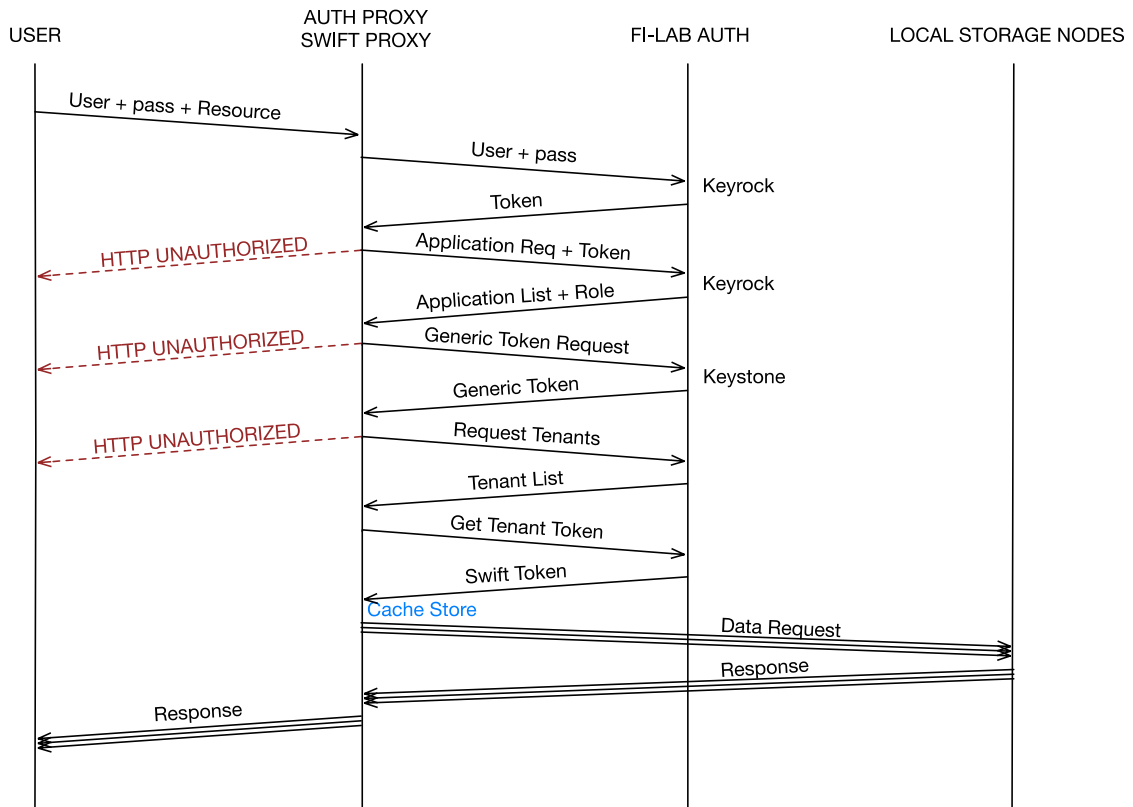 USER
AUTH PROXY
SWIFT PROXY
FI-LAB AUTH
LOCAL STORAGE NODES
User + pass + Resource
User + pass
Keyrock
Token
HTTP UNAUTHORIZED
Application Req + Token
Keyrock
Application List + Role
HTTP UNAUTHORIZED
Generic Token Request
Keystone
Generic Token
HTTP UNAUTHORIZED
Request Tenants
Tenant List
Get Tenant Token
Swift Token
Cache Store
Data Request
Response
Response